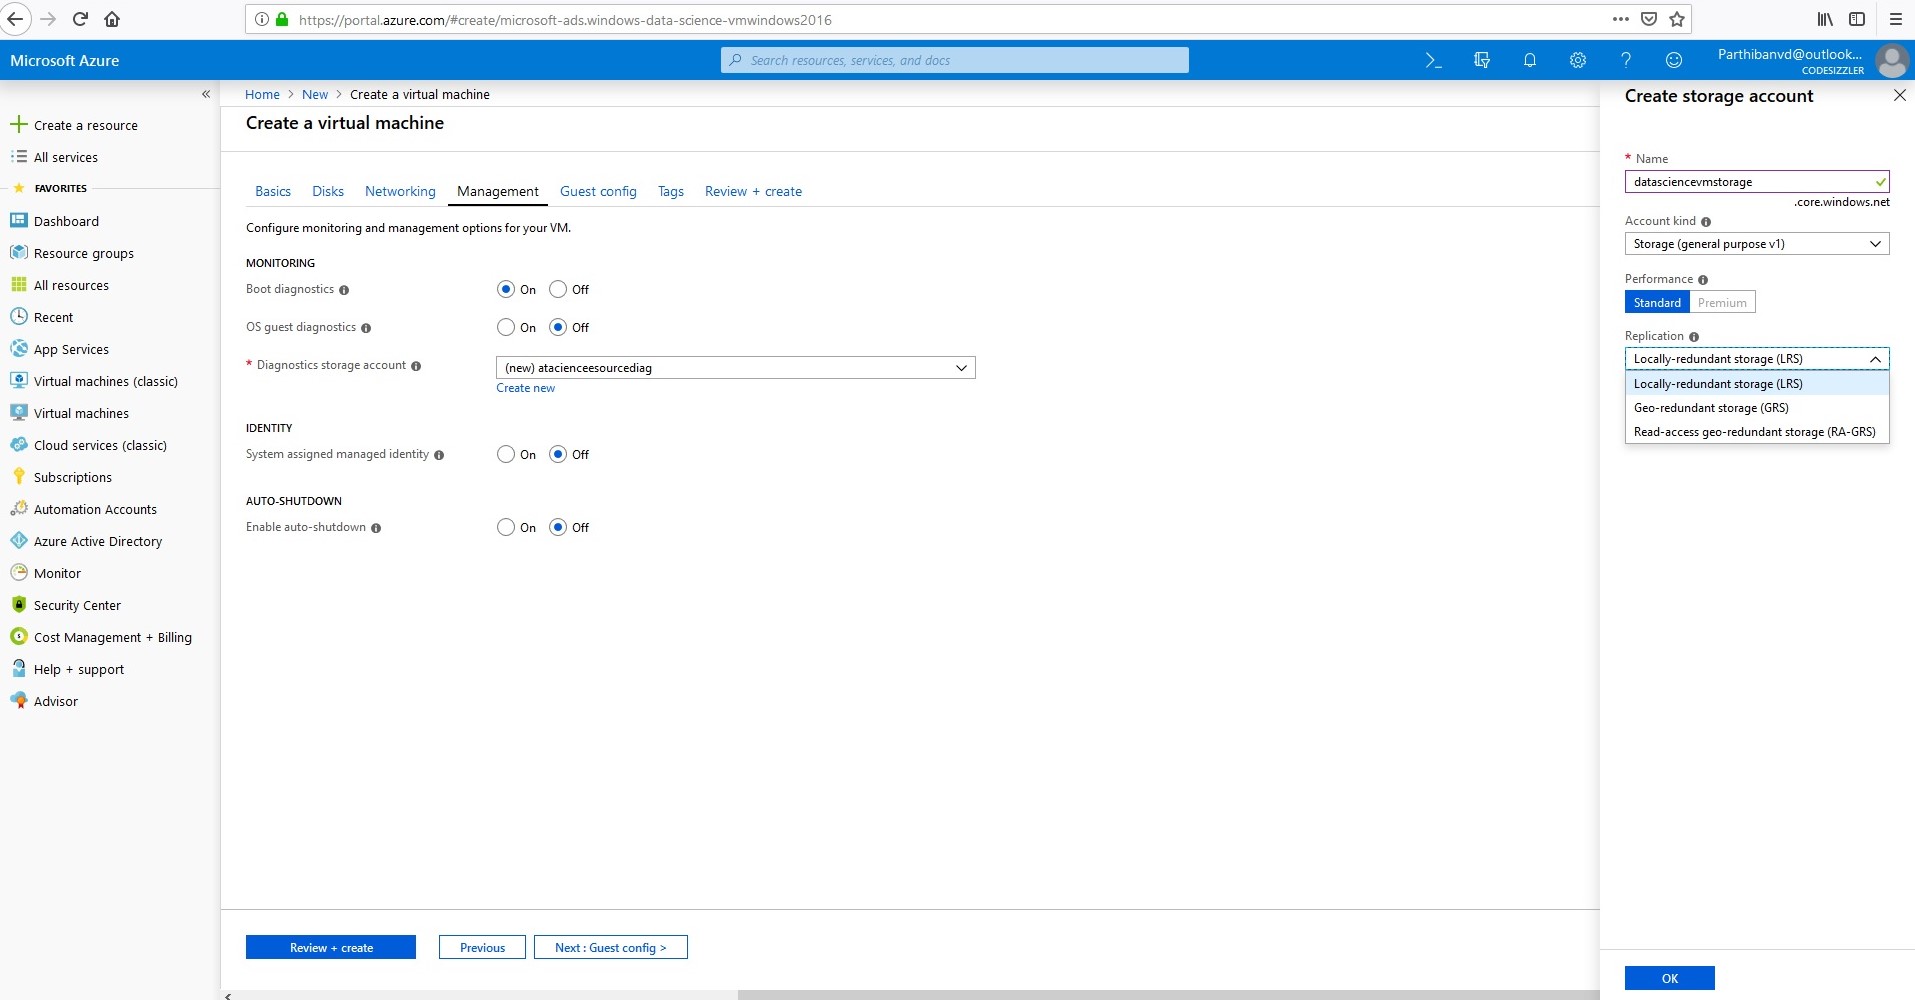 https://portal.azure.com/#create/microsoft-ads.windows-data-science-vmwindows2016
Microsoft Azure
Search resources, services, and docs
Parthibanvd@outlook...
CODESIZZLER
Create a resource
All services
FAVORITES
Dashboard
Resource groups
All resources
Recent
App Services
Virtual machines (classic)
Virtual machines
Cloud services (classic)
Subscriptions
Automation Accounts
Azure Active Directory
Monitor
Security Center
Cost Management + Billing
Help + support
Advisor
Home > New > Create a virtual machine
Create a virtual machine
Basics Disks Networking Management Guest config Tags Review + create
Configure monitoring and management options for your VM.
MONITORING
Boot diagnostics On Off
OS guest diagnostics On Off
* Diagnostics storage account (new) atacienceesourcediag
Create new
IDENTITY
System assigned managed identity On Off
AUTO-SHUTDOWN
Enable auto-shutdown On Off
Review + create Previous Next : Guest config >
Create storage account
* Name
datasciencevmstorage
.core.windows.net
Account kind
Storage (general purpose v1)
Performance
Standard Premium
Replication
Locally-redundant storage (LRS)
Locally-redundant storage (LRS)
Geo-redundant storage (GRS)
Read-access geo-redundant storage (RA-GRS)
OK